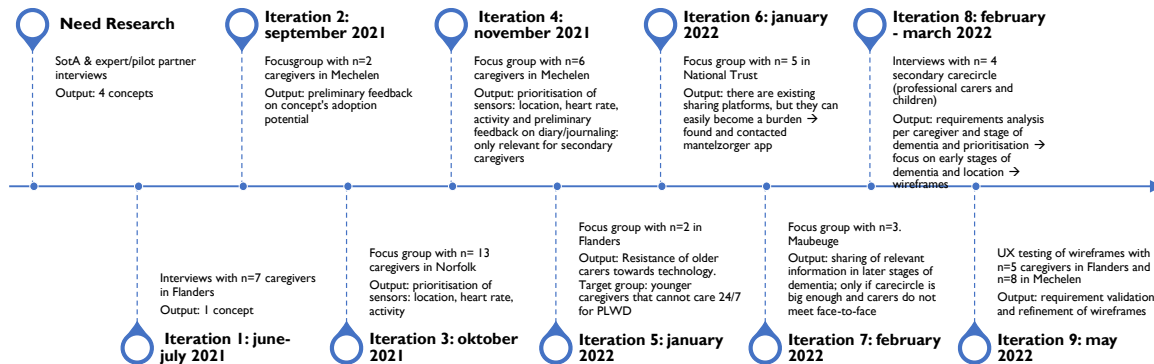 Need Research
SotA & expert/pilot partner
interviews
Output: 4 concepts
Iteration 2:
september 2021
Focusgroup with n=2
caregivers in Mechelen
Output: preliminary feedback
on concept's adoption
potential
Iteration 4:
november 2021
Focus group with n=6
caregivers in Mechelen
Output: prioritisation of
sensors: location, heart rate,
activity and preliminary
feedback on diary/journaling:
only relevant for secondary
caregivers
Iteration 6: january
2022
Focus group with n= 5 in
National Trust
Output: there are existing
sharing platforms, but they can
easily become a burden →
found and contacted
mantelzorger app
Iteration 8: february
- march 2022
Interviews with n= 4
secondary carecircle
(professional carers and
children)
Output: requirements analysis
per caregiver and stage of
dementia and prioritisation →
focus on early stages of
dementia and location →
wireframes
Interviews with n=7 caregivers
in Flanders
Output: 1 concept
Iteration 1: june-
july 2021
Focus group with n= 13
caregivers in Norfolk
Output: prioritisation of
sensors: location, heart rate,
activity
Iteration 3: oktober
2021
Focus group with n=2 in
Flanders
Output: Resistance of older
carers towards technology.
Target group: younger
caregivers that cannot care 24/7
for PLWD
Iteration 5: january
2022
Focus group with n=3.
Maubeuge
Output: sharing of relevant
information in later stages of
dementia; only if carecircle is
big enough and carers do not
meet face-to-face
Iteration 7: february
2022
UX testing of wireframes with
n=5 caregivers in Flanders and
n=8 in Mechelen
Output: requirement validation
and refinement of wireframes
Iteration 9: may
2022